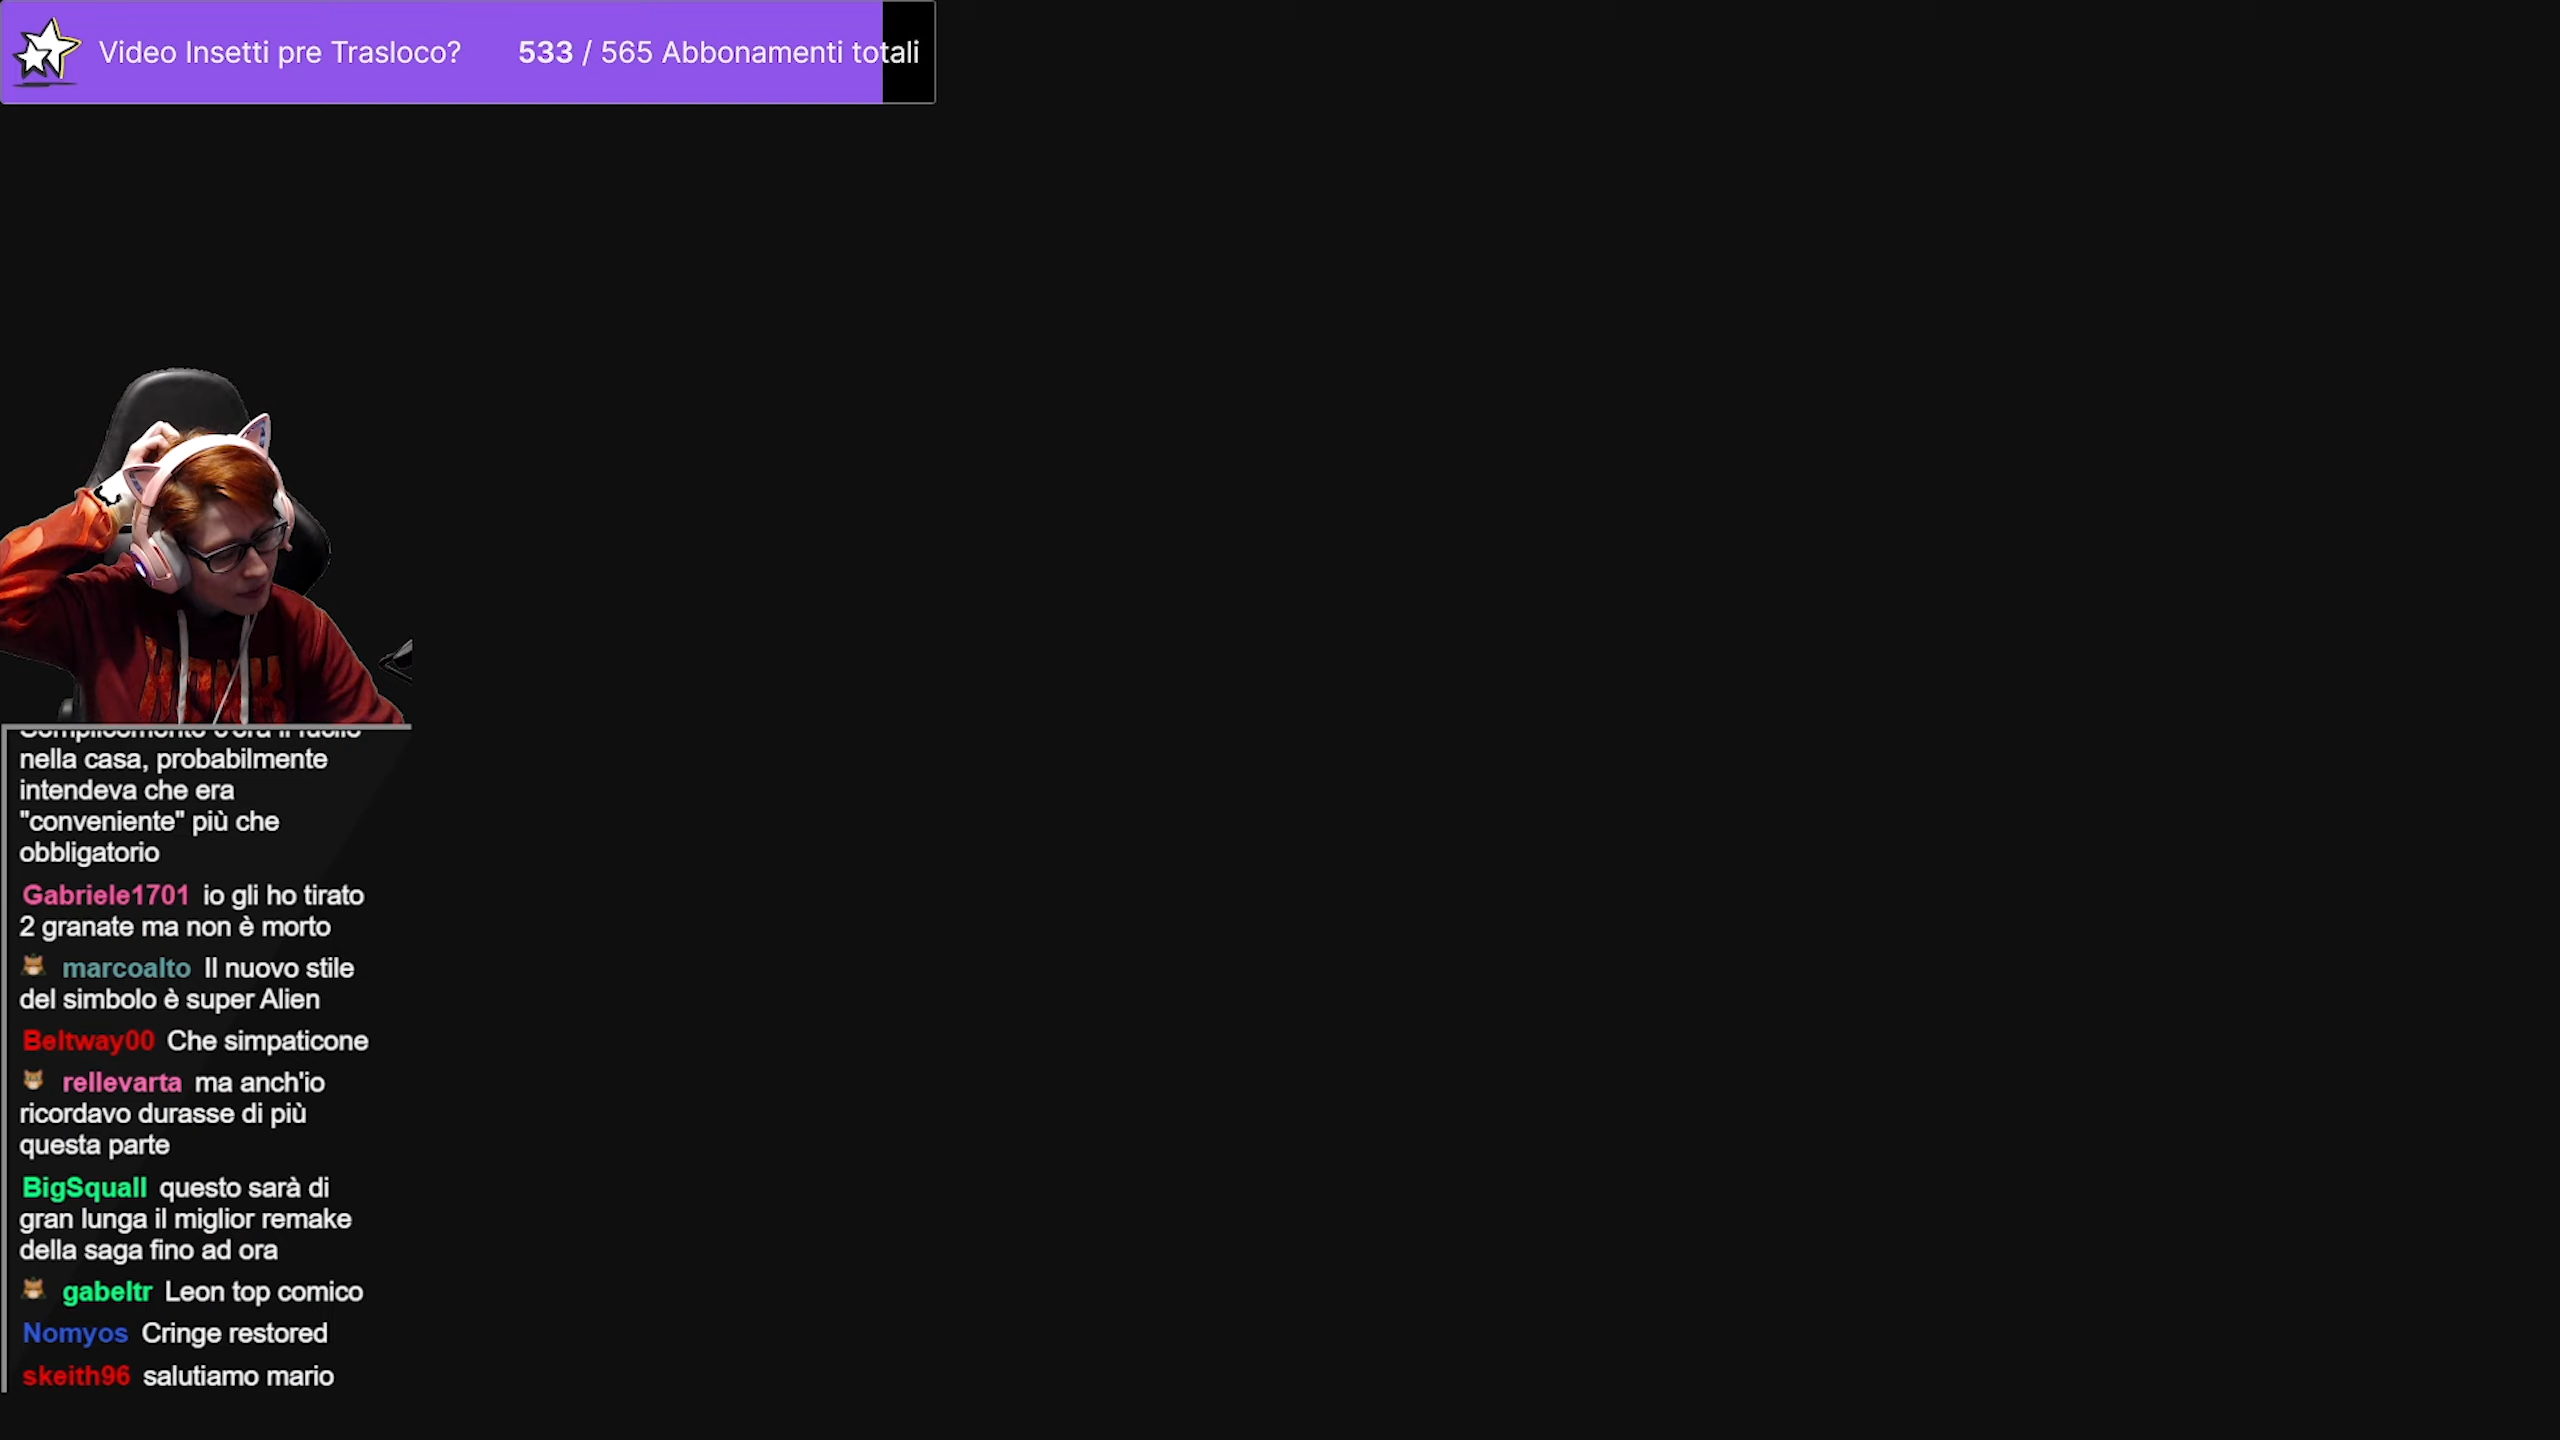 Video Insetti pre Trasloco? 533 / 565 Abbonamenti totali
nella casa, probabilmente
intendeva che era
"conveniente" più che
obbligatorio
Gabriele1701 io gli ho tirato
2 granate ma non è morto
marcoalto Il nuovo stile
del simbolo è super Alien
Beltway00 Che simpaticone
rellevarta ma anch'io
ricordavo durasse di più
questa parte
BigSquall questo sarà di
gran lunga il miglior remake
della saga fino ad ora
gabeltr Leon top comico
Nomyos Cringe restored
skeith96 salutiamo mario